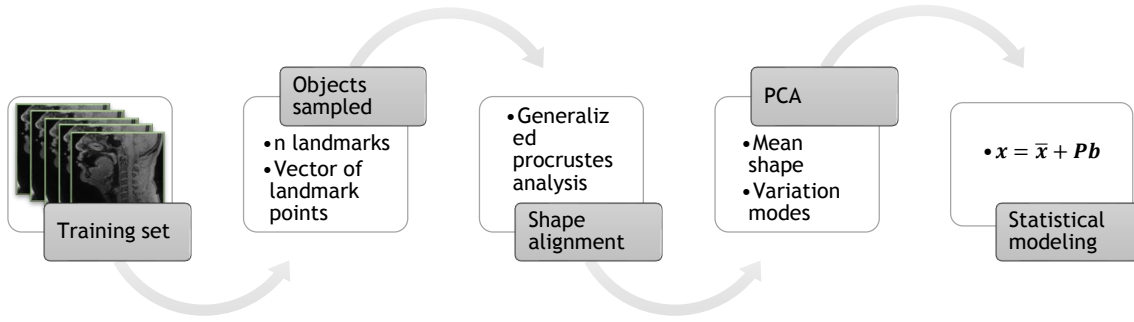 Training set
Objects
sampled
•n landmarks
•Vector of
landmark
points
•Generaliz
ed
procrustes
analysis
Shape
alignment
PCA
•Mean
shape
•Variation
modes
•x = x̄ + Pb
Statistical
modeling